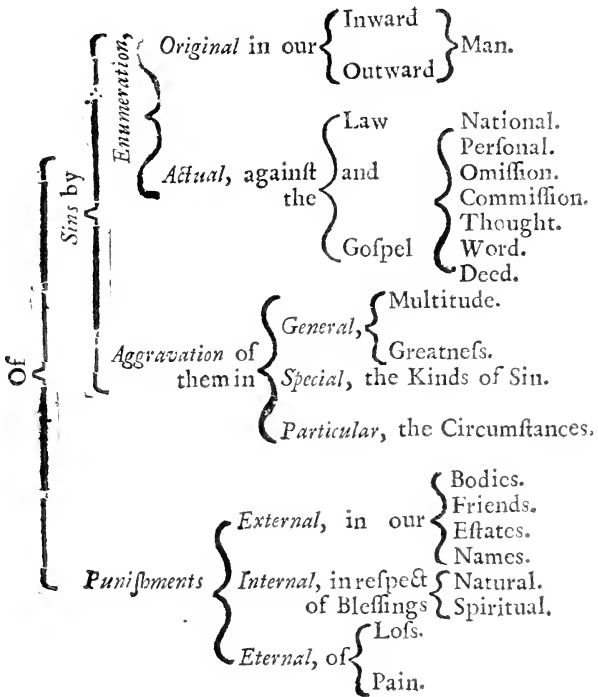 Of
Sins by
Enumeration,
Original in our
Inward
Outward
Man.
Actual, againſt
the
Law
and
Goſpel
National.
Perſonal.
Omiſſion.
Commiſſion.
Thought.
Word.
Deed.
Aggravation of
them in
General,
Multitude.
Greatneſs.
Special, the Kinds of Sin.
Particular, the Circumſtances.
Puniſhments
External, in our
Bodies.
Friends.
Eſtates.
Names.
Internal, in reſpect
of Bleſſings
Natural.
Spiritual.
Eternal, of
Loſs.
Pain.